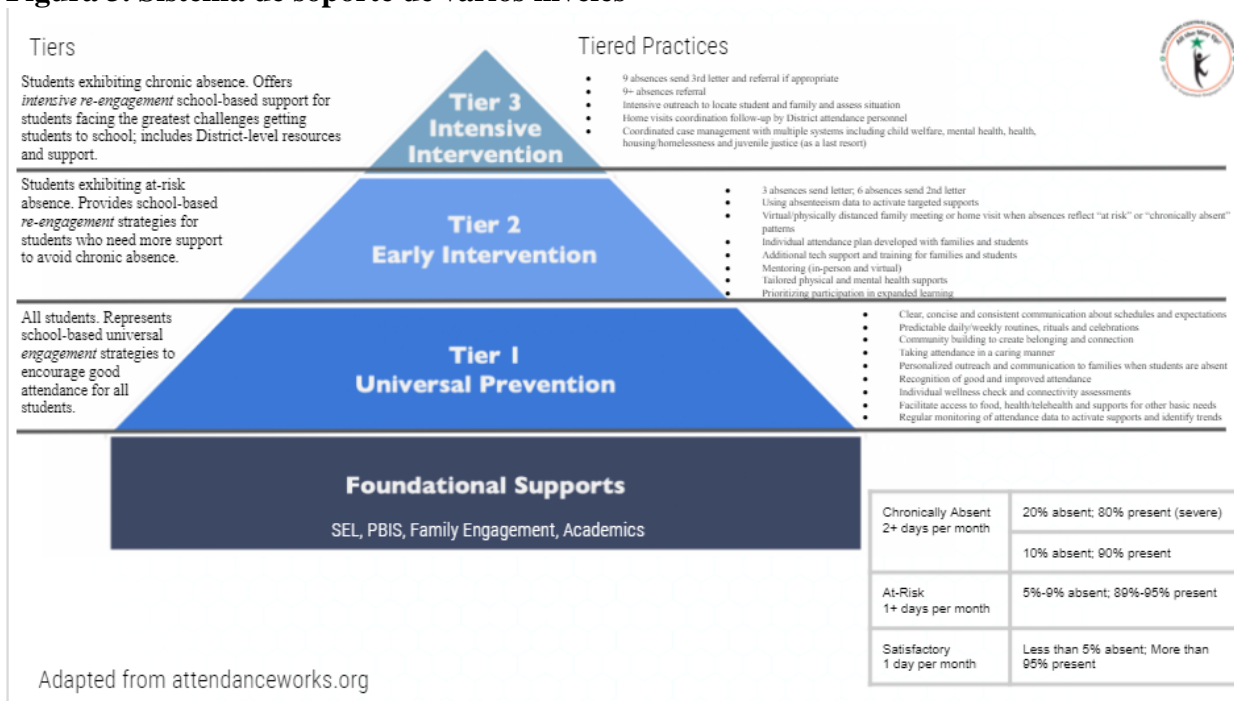 Figura 3: Sistema de soporte de varios niveles
Tiers
Students exhibiting chronic absence. Offers
intensive re-engagement school-based support for
students facing the greatest challenges getting
students to school; includes District-level resources
and support.
Tier 3
Intensive
Intervention
Tiered Practices
9 absences send 3rd letter and referral if appropriate
9+ absences referral
Intensive outreach to locate student and family and assess situation
Home visits coordination follow-up by District attendance personnel
Coordinated case management with multiple systems including child welfare, mental health, health,
housing/homelessness and juvenile justice (as a last resort)
All the Way Up!
Students exhibiting at-risk
absence. Provides school-based
re-engagement strategies for
students who need more support
to avoid chronic absence.
Tier 2
Early Intervention
3 absences send letter; 6 absences send 2nd letter
Using absenteeism data to activate targeted supports
Virtual/physically distanced family meeting or home visit when absences reflect “at risk” or “chronically absent”
patterns
Individual attendance plan developed with families and students
Additional tech support and training for families and students
Mentoring (in-person and virtual)
Tailored physical and mental health supports
Prioritizing participation in expanded learning
All students. Represents
school-based universal
engagement strategies to
encourage good
attendance for all
students.
Tier 1
Universal Prevention
Clear, concise and consistent communication about schedules and expectations
Predictable daily/weekly routines, rituals and celebrations
Community building to create belonging and connection
Taking attendance in a caring manner
Personalized outreach and communication to families when students are absent
Recognition of good and improved attendance
Individual wellness check and connectivity assessments
Facilitate access to food, health/telehealth and supports for other basic needs
Regular monitoring of attendance data to activate supports and identify trends
Foundational Supports
SEL, PBIS, Family Engagement, Academics
Chronically Absent
2+ days per month
20% absent; 80% present (severe)
10% absent; 90% present
At-Risk
1+ days per month
5%-9% absent; 89%-95% present
Satisfactory
1 day per month
Less than 5% absent; More than
95% present
Adapted from attendanceworks.org